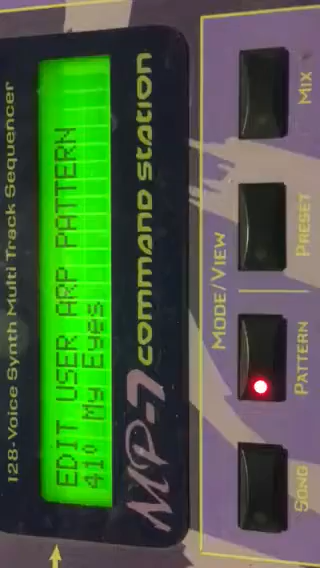 128-Voice Synth Multi Track Sequencer
EDIT USER ARP PATTERN
41⁰ My Eyes
MP-7 command station
Mode/View
Song
Pattern
Preset
Mix